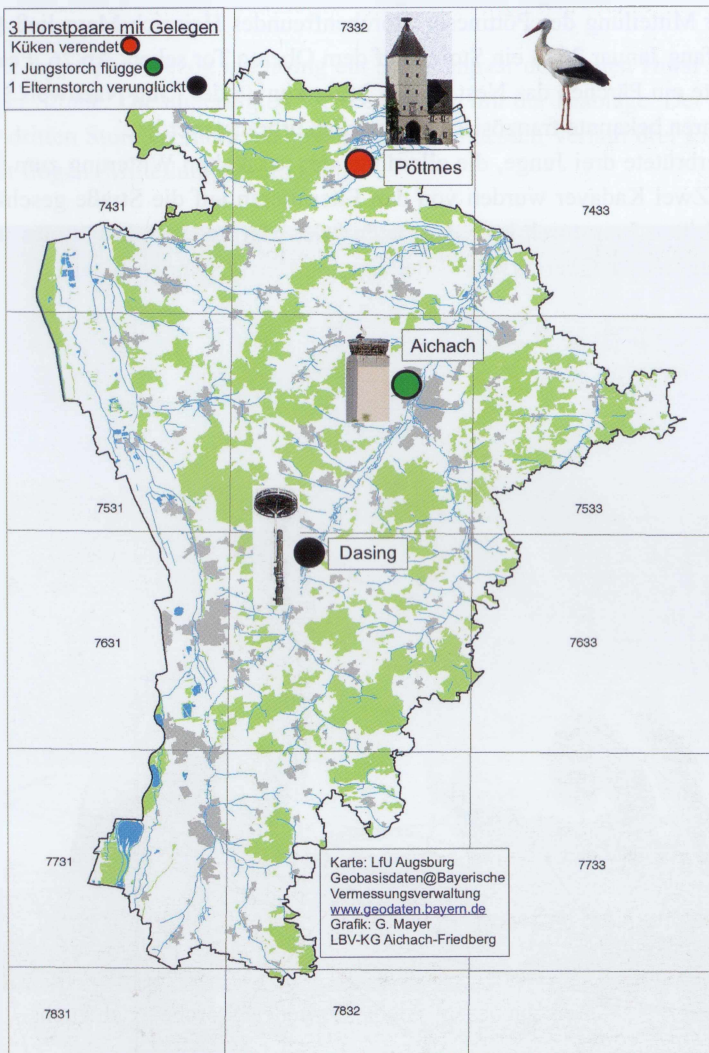 3 Horstpaare mit Gelegen
Küken verendet
1 Jungstorch flügge
1 Elternstorch verunglückt
7332
Pöttmes
7431
7433
Aichach
7531
7533
Dasing
7631
7633
7731
7733
Karte: LfU Augsburg
Geobasisdaten@Bayerische
Vermessungsverwaltung
www.geodaten.bayern.de
Grafik: G. Mayer
LBV-KG Aichach-Friedberg
7831
7832